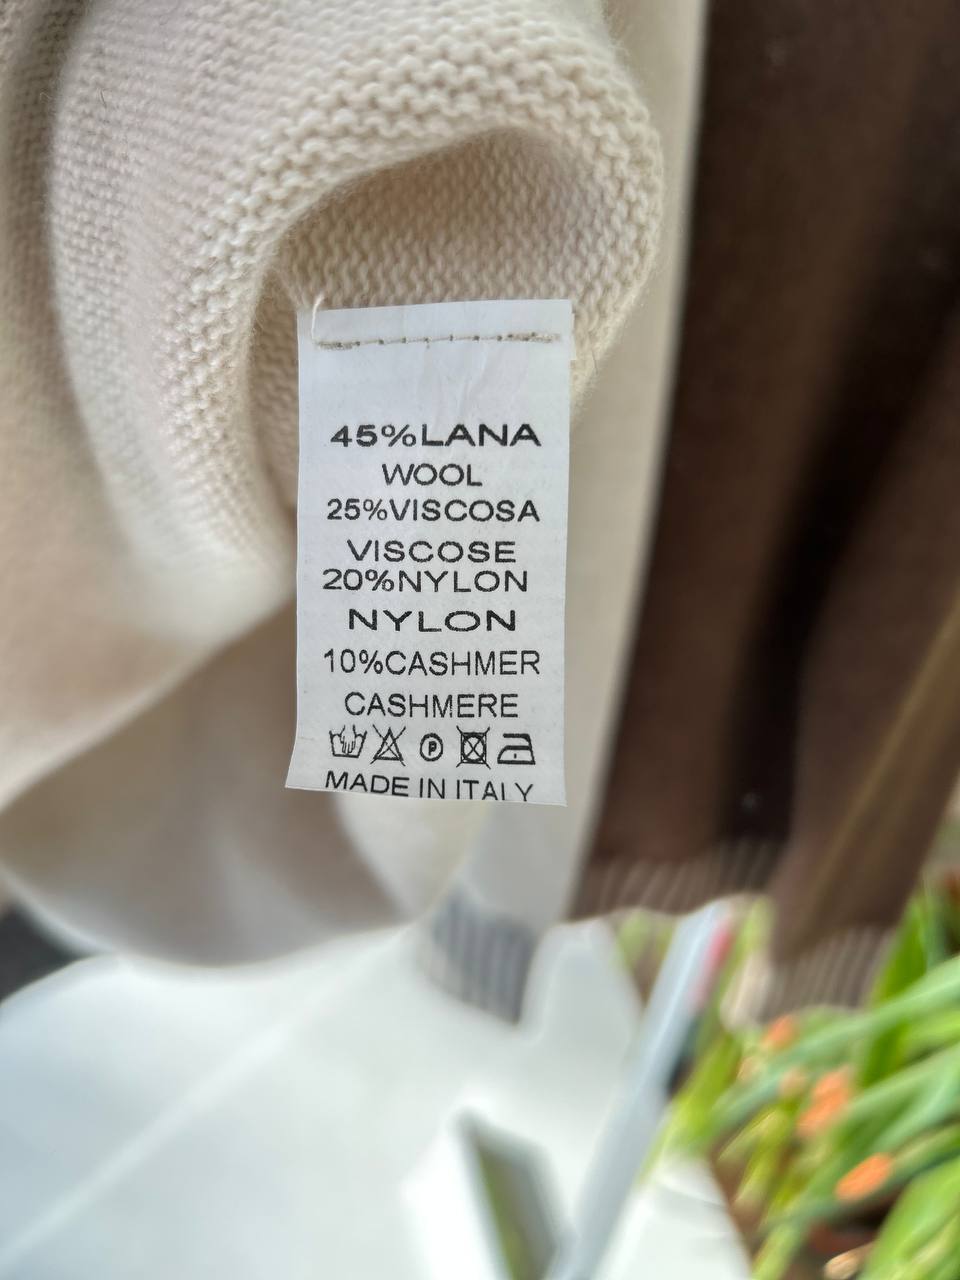 45%LANA
WOOL
25%VISCOSA
VISCOSE
20%NYLON
NYLON
10%CASHMER
CASHMERE
P
MADE IN ITALY